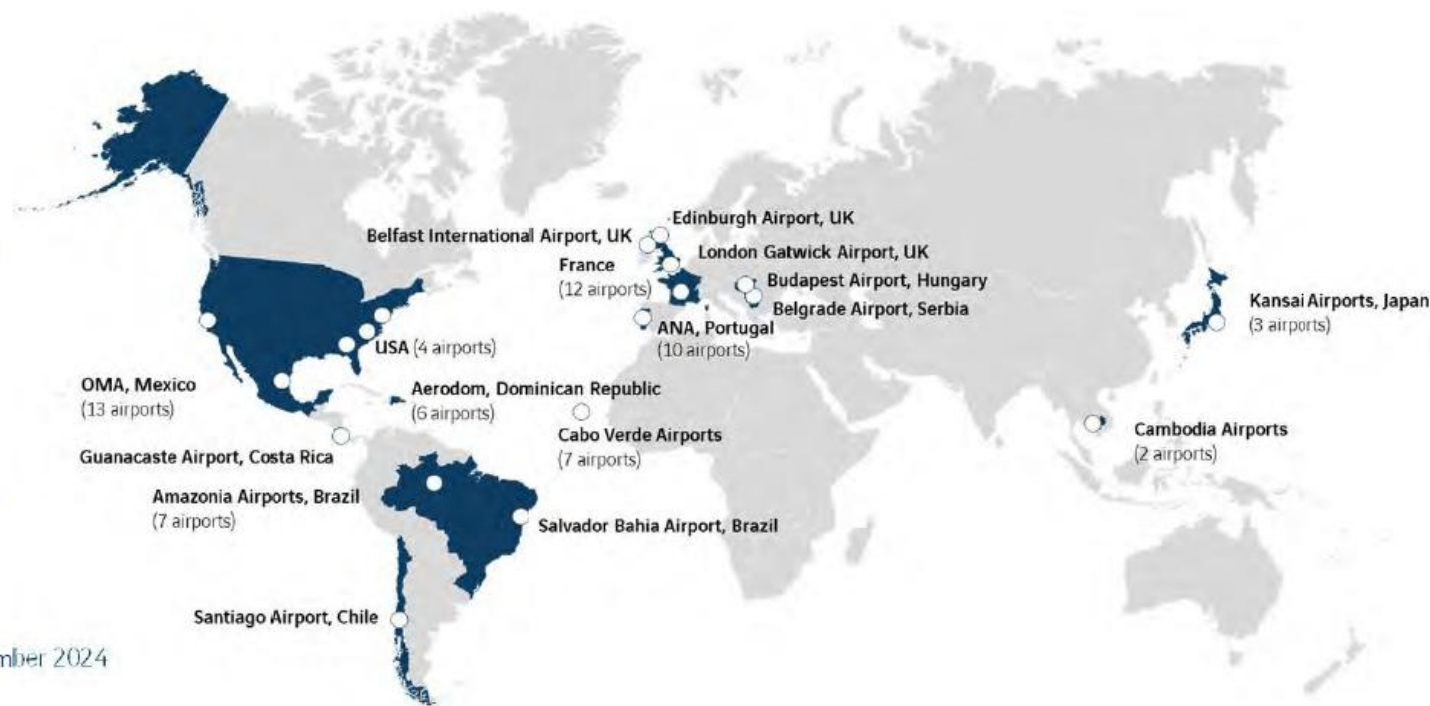 Edinburgh Airport, UK
Belfast International Airport, UK
London Gatwick Airport, UK
France
(12 airports)
Budapest Airport, Hungary
Belgrade Airport, Serbia
Kansai Airports, Japan
(3 airports)
ANA, Portugal
(10 airports)
USA (4 airports)
OMA, Mexico
(13 airports)
Aerodom, Dominican Republic
(6 airports)
Cabo Verde Airports
(7 airports)
Cambodia Airports
(2 airports)
Guanacaste Airport, Costa Rica
Amazonia Airports, Brazil
(7 airports)
Salvador Bahia Airport, Brazil
Santiago Airport, Chile
2024